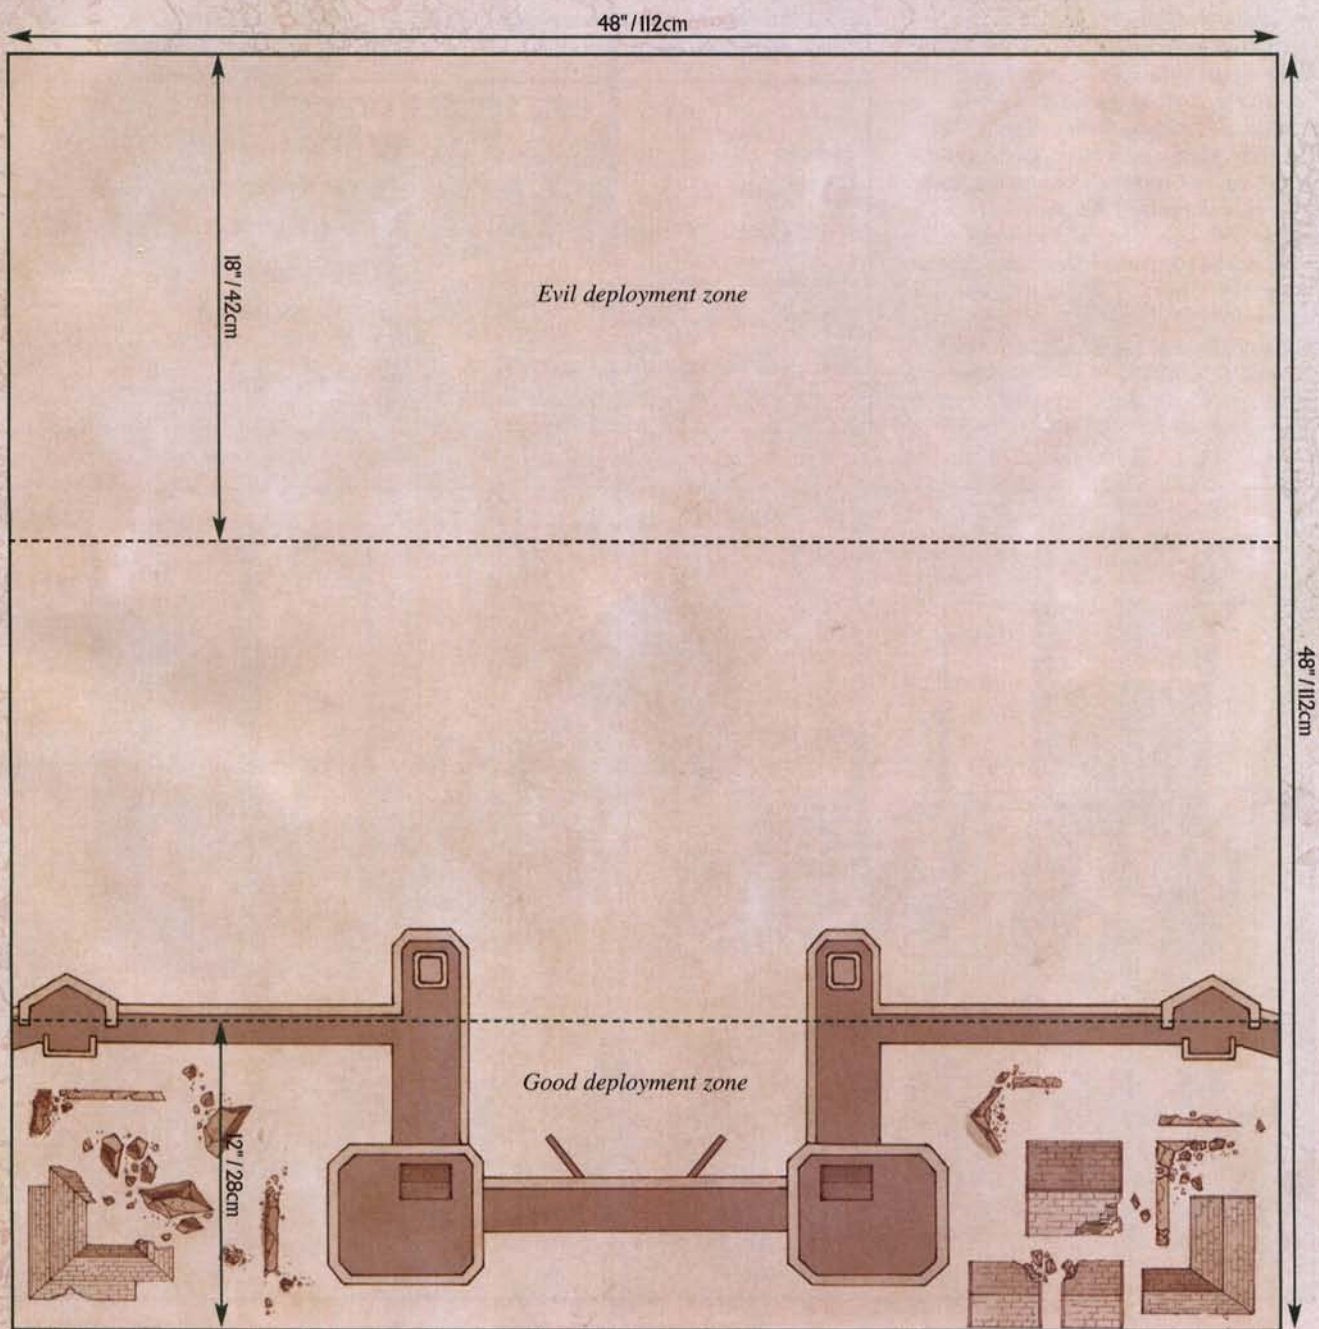 48"/112cm
18"/42cm
Evil deployment zone
48"/112cm
Good deployment zone
12"/28cm